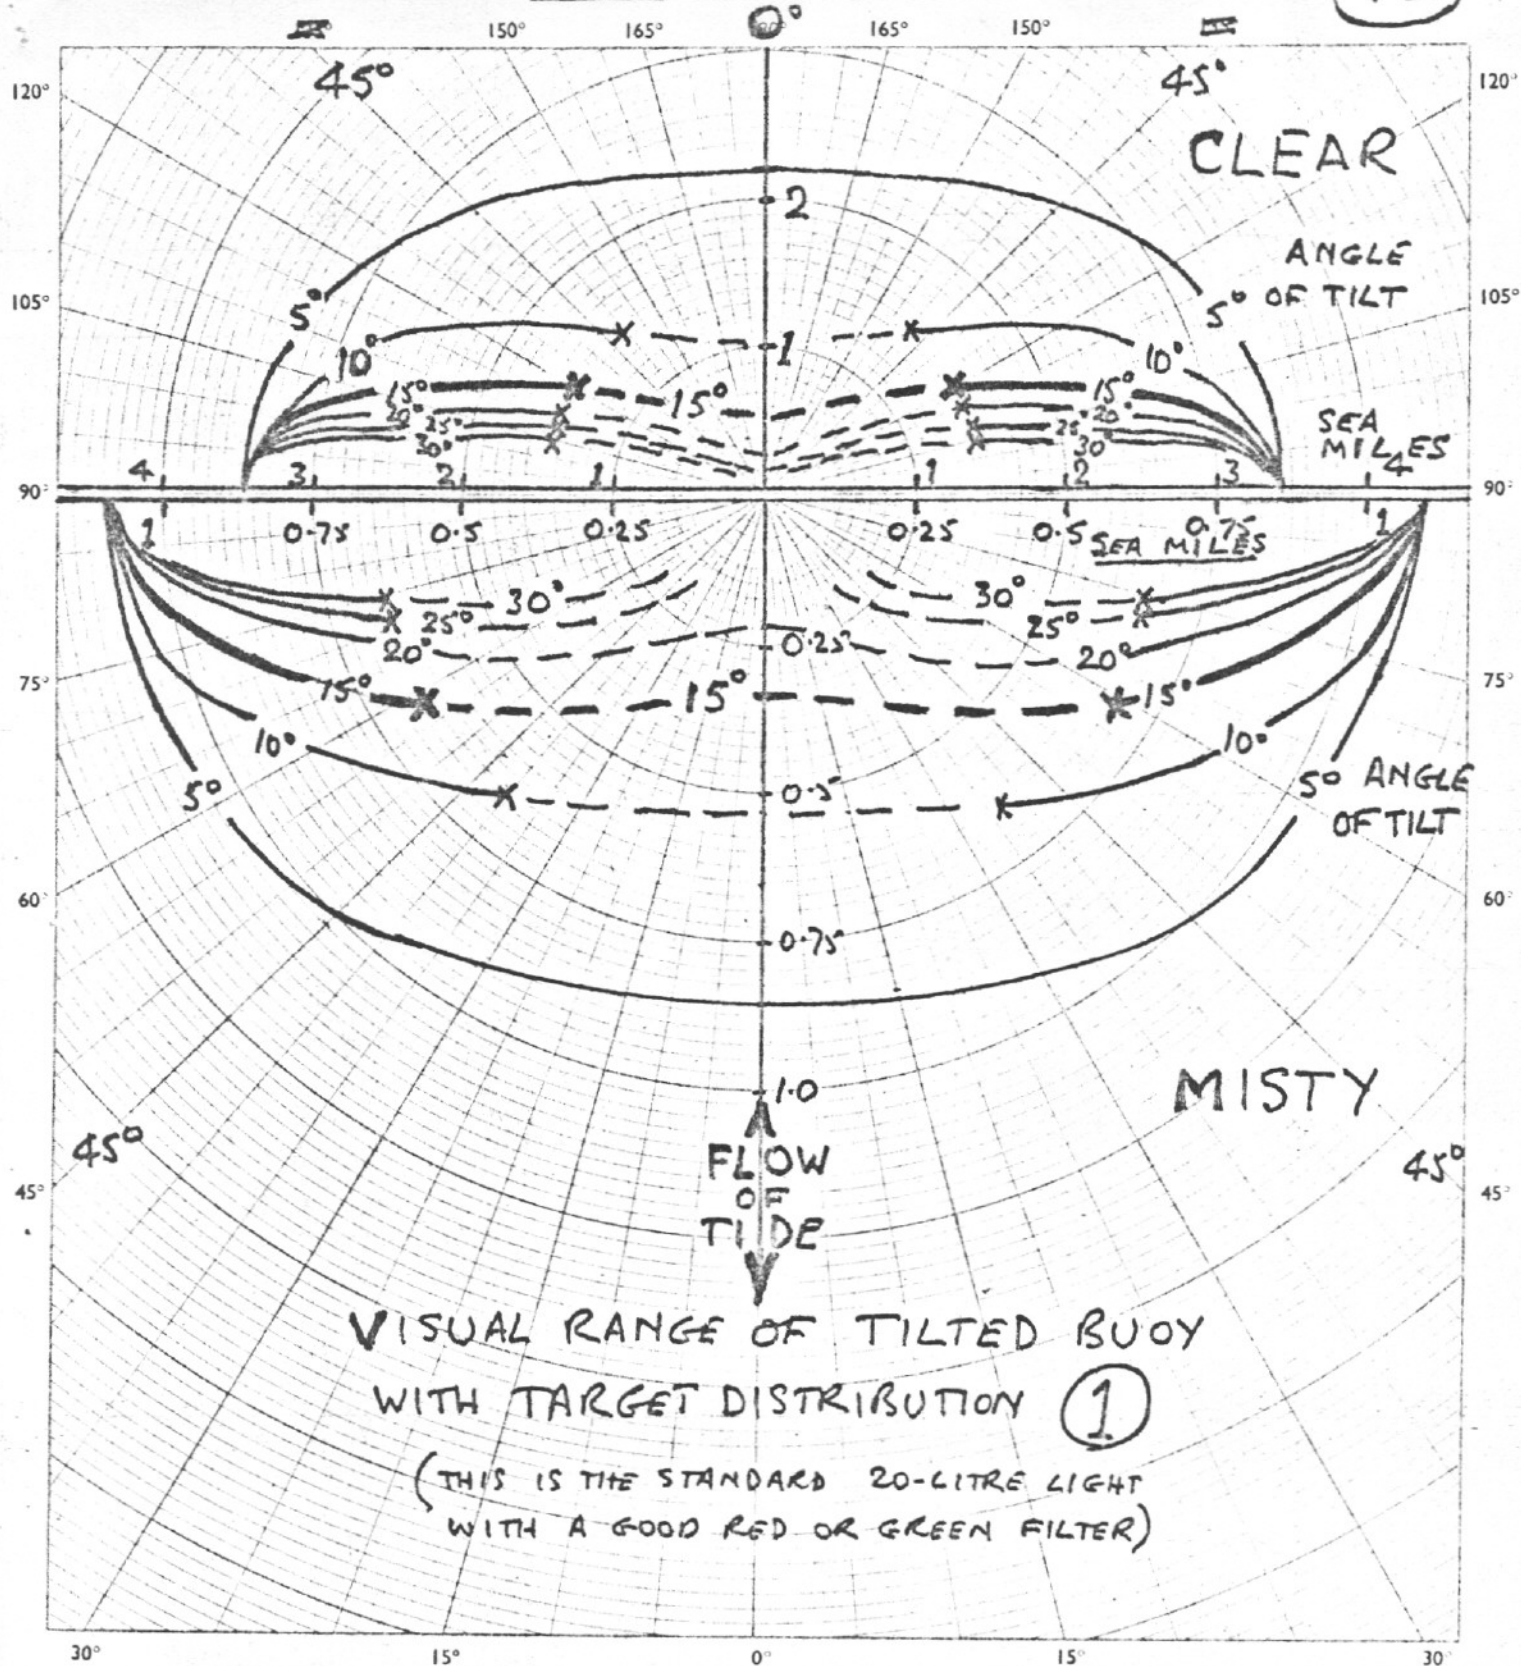 150° 165° 0° 165° 150°
120° 45° 45° 120°
CLEAR
2
ANGLE
OF TILT
105° 5° 5° 105°
10° 1 10°
15° 15° 15°
20° 20°
25° 25
30° 30°
SEA
MILES
4 3 2 1 1 2 3 4
90° 90°
1 0.75 0.5 0.25 0.25 0.5 0.75 1
SEA MILES
30° 30°
25° 25°
20° 0.25 20°
75° 15° 15° 15° 75°
10° 10°
5° 0.5 5° ANGLE
OF TILT
60° 60°
0.75
1.0
MISTY
45° 45°
45° 45°
FLOW
OF
TIDE
VISUAL RANGE OF TILTED BUOY
WITH TARGET DISTRIBUTION 1
(THIS IS THE STANDARD 20-LITRE LIGHT
WITH A GOOD RED OR GREEN FILTER)
30° 15° 0° 15° 30°